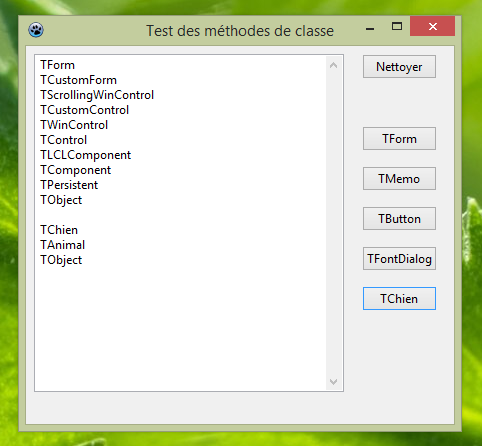 Test des méthodes de classe
TForm
TCustomForm
TScrollingWinControl
TCustomControl
TWinControl
TControl
TLCLComponent
TComponent
TPersistent
TObject
TChien
TAnimal
TObject
Nettoyer
TForm
TMemo
TButton
TFontDialog
TChien